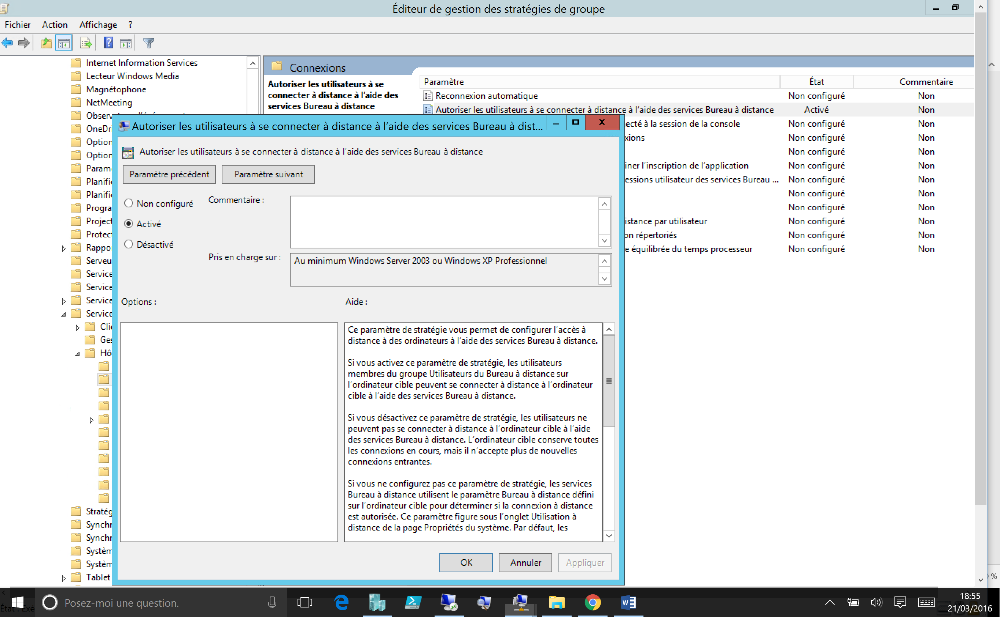 Éditeur de gestion des stratégies de groupe
Fichier Action Affichage ?
Internet Information Services
Lecteur Windows Media
Magnétophone
NetMeeting
OneDri
Option
Option
Param
Planifi
Planifi
Progra
Project
Protect
Rappo
Serveu
Service
Service
Service
Service
Clie
Ges
Hô
Stratég
Synchr
Synchr
Systèm
Systèm
Tablet
Connexions
Autoriser les utilisateurs à se
connecter à distance à l'aide des
services Bureau à distance
Paramètre État Commentaire
Reconnexion automatique Non configuré Non
Autoriser les utilisateurs à se connecter à distance à l'aide des services Bureau à distance Activé Non
ecté à la session de la console Non configuré Non
xions Non configuré Non
Non configuré Non
iner l'inscription de l'application Non configuré Non
essions utilisateur des services Bureau ... Non configuré Non
Non configuré Non
Non configuré Non
istance par utilisateur Non configuré Non
on répertoriés Non configuré Non
e équilibrée du temps processeur Non configuré Non
Autoriser les utilisateurs à se connecter à distance à l'aide des services Bureau à dist...
Autoriser les utilisateurs à se connecter à distance à l'aide des services Bureau à distance
Paramètre précédent Paramètre suivant
Non configuré
Activé
Désactivé
Commentaire :
Pris en charge sur : Au minimum Windows Server 2003 ou Windows XP Professionnel
Options : Aide :
Ce paramètre de stratégie vous permet de configurer l'accès à
distance à des ordinateurs à l'aide des services Bureau à distance.
Si vous activez ce paramètre de stratégie, les utilisateurs
membres du groupe Utilisateurs du Bureau à distance sur
l'ordinateur cible peuvent se connecter à distance à l'ordinateur
cible à l'aide des services Bureau à distance.
Si vous désactivez ce paramètre de stratégie, les utilisateurs ne
peuvent pas se connecter à distance à l'ordinateur cible à l'aide
des services Bureau à distance. L'ordinateur cible conserve toutes
les connexions en cours, mais il n'accepte plus de nouvelles
connexions entrantes.
Si vous ne configurez pas ce paramètre de stratégie, les services
Bureau à distance utilisent le paramètre Bureau à distance défini
sur l'ordinateur cible pour déterminer si la connexion à distance
est autorisée. Ce paramètre figure sous l'onglet Utilisation à
distance de la page Propriétés du système. Par défaut, les
OK Annuler Appliquer
%
Posez-moi une question.
18:55
21/03/2016